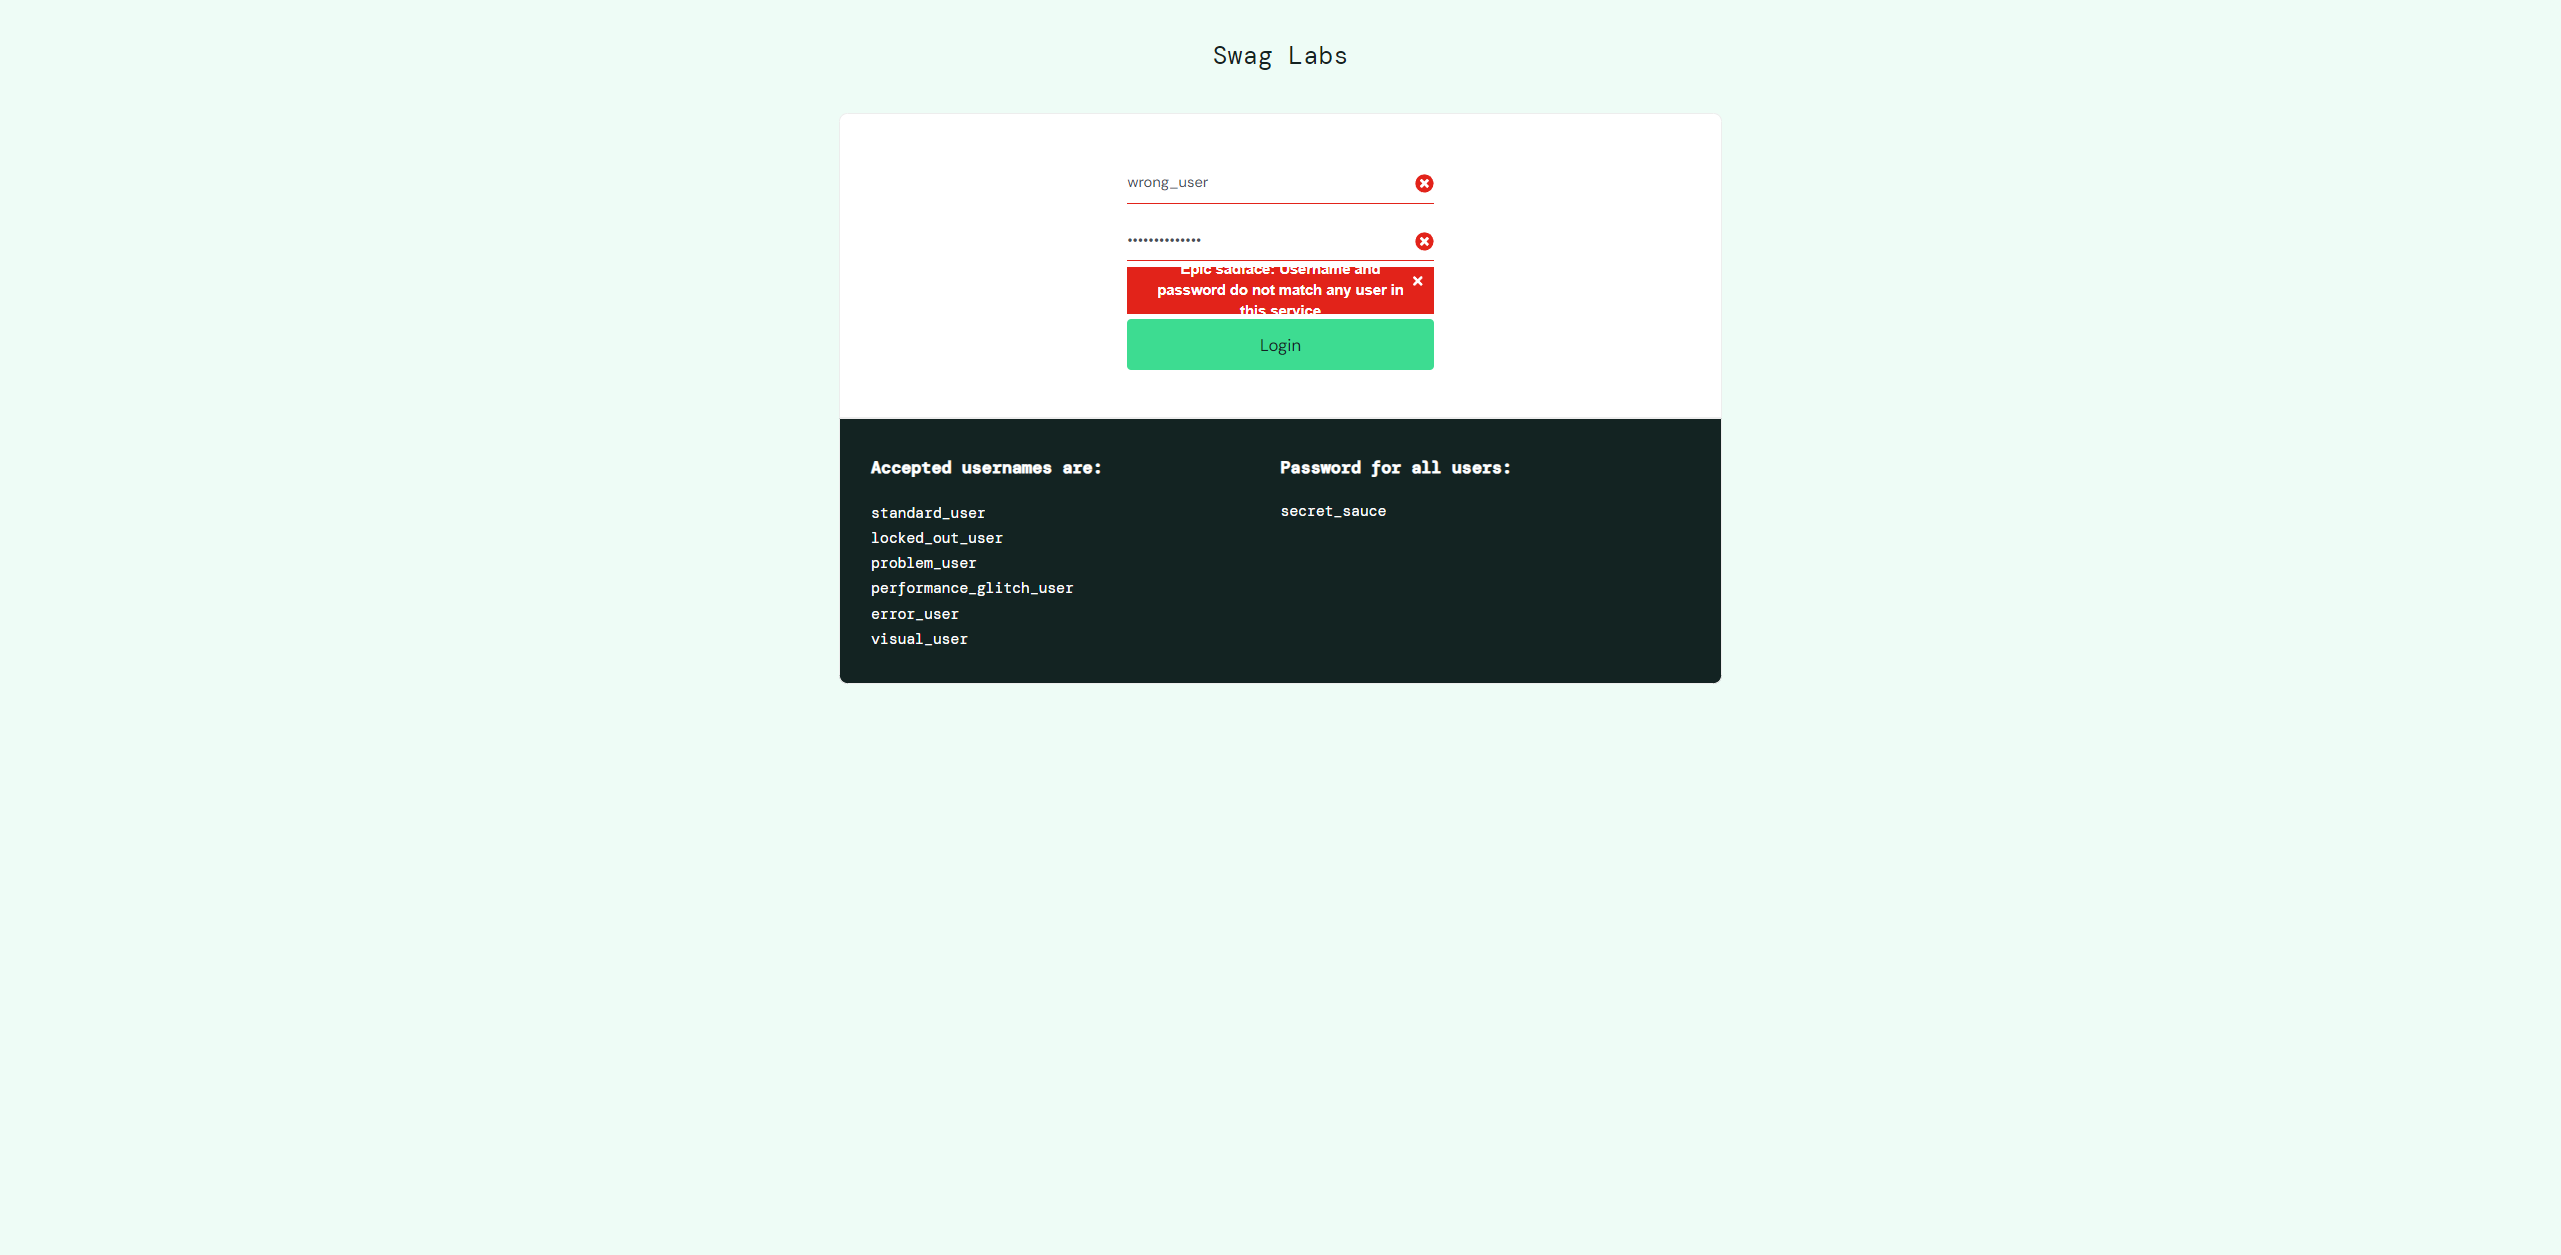 Swag Labs
wrong_user
••••••••••••••
Epic sadface: Username and
password do not match any user in
this service
Login
Accepted usernames are:
standard_user
locked_out_user
problem_user
performance_glitch_user
error_user
visual_user
Password for all users:
secret_sauce